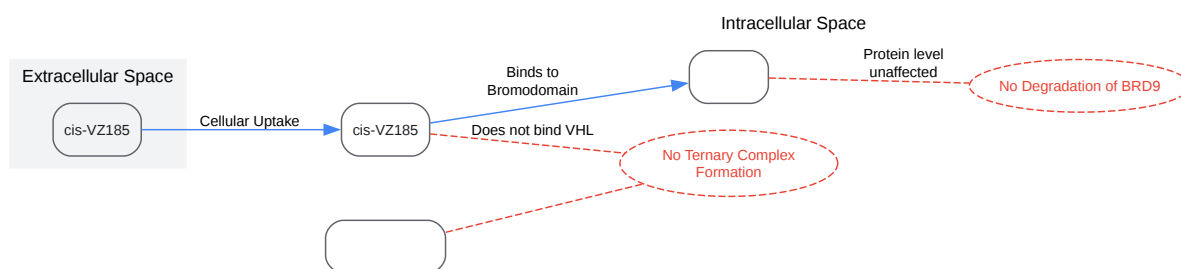 Intracellular Space
Extracellular Space
cis-VZ185
Cellular Uptake
cis-VZ185
Binds to
Bromodomain
Does not bind VHL
Protein level
unaffected
No Degradation of BRD9
No Ternary Complex
Formation